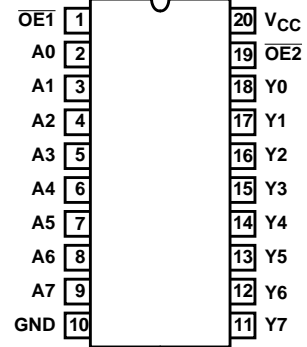 OE1 1 20 VCC
A0 2 19 OE2
A1 3 18 Y0
A2 4 17 Y1
A3 5 16 Y2
A4 6 15 Y3
A5 7 14 Y4
A6 8 13 Y5
A7 9 12 Y6
GND 10 11 Y7